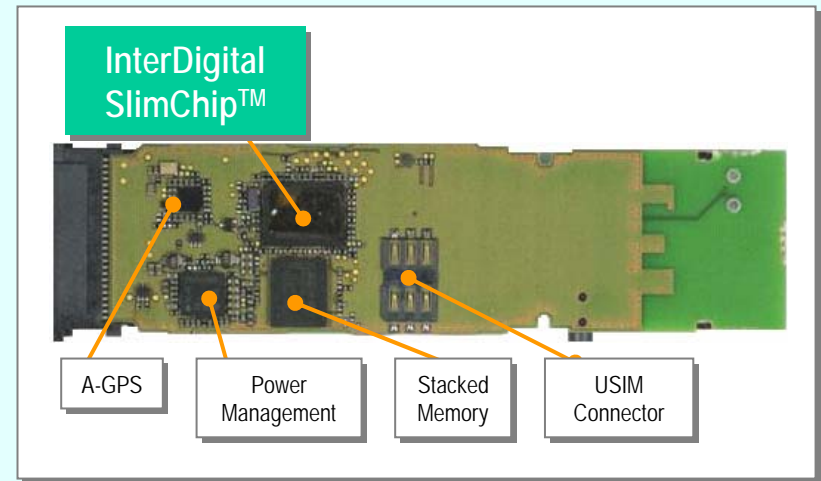 InterDigital
SlimChip™
A-GPS
Power
Management
Stacked
Memory
USIM
Connector